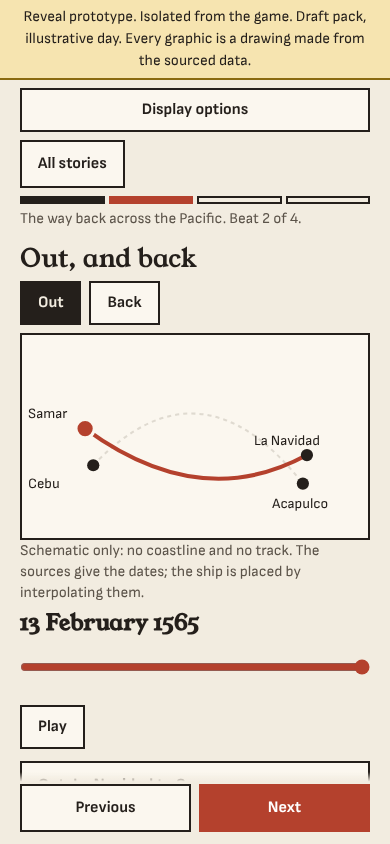 Reveal prototype. Isolated from the game. Draft pack,
illustrative day. Every graphic is a drawing made from
the sourced data.
Display options
All stories
The way back across the Pacific. Beat 2 of 4.
Out, and back
Out
Back
Samar
La Navidad
Cebu
Acapulco
Schematic only: no coastline and no track. The
sources give the dates; the ship is placed by
interpolating them.
13 February 1565
Play
Previous
Next